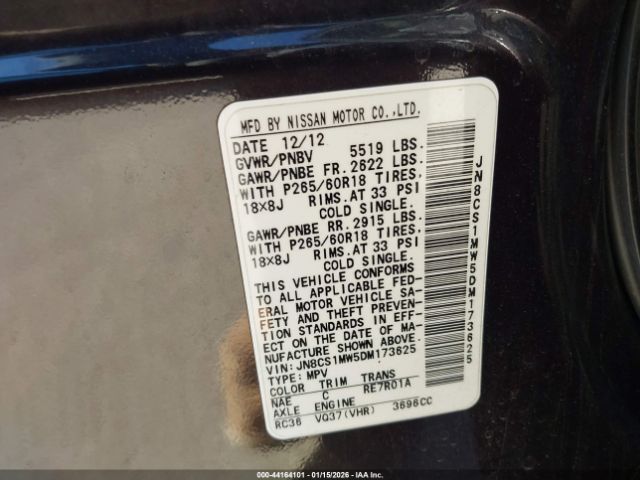 MFD BY NISSAN MOTOR CO.,LTD.
DATE 12/12
GVWR/PNBV 5519 LBS.
GAWR/PNBE FR. 2622 LBS.
WITH P265/60R18 TIRES,
18X8J RIMS.AT 33 PSI
COLD SINGLE.
GAWR/PNBE RR. 2915 LBS.
WITH P265/60R18 TIRES,
18X8J RIMS.AT 33 PSI
COLD SINGLE.
THIS VEHICLE CONFORMS
TO ALL APPLICABLE FED-
ERAL MOTOR VEHICLE SA-
FETY AND THEFT PREVEN-
TION STANDARDS IN EFF-
ECT ON THE DATE OF MA-
NUFACTURE SHOWN ABOVE.
VIN: JN8CS1MW5DM173625
TYPE: MPV
COLOR TRIM TRANS
NAE C RE7R01A
AXLE ENGINE
RC36 VQ37(VHR) 3696CC
JN8CS1MW5DM173625
000-44164101 - 01/15/2026 - IAA Inc.